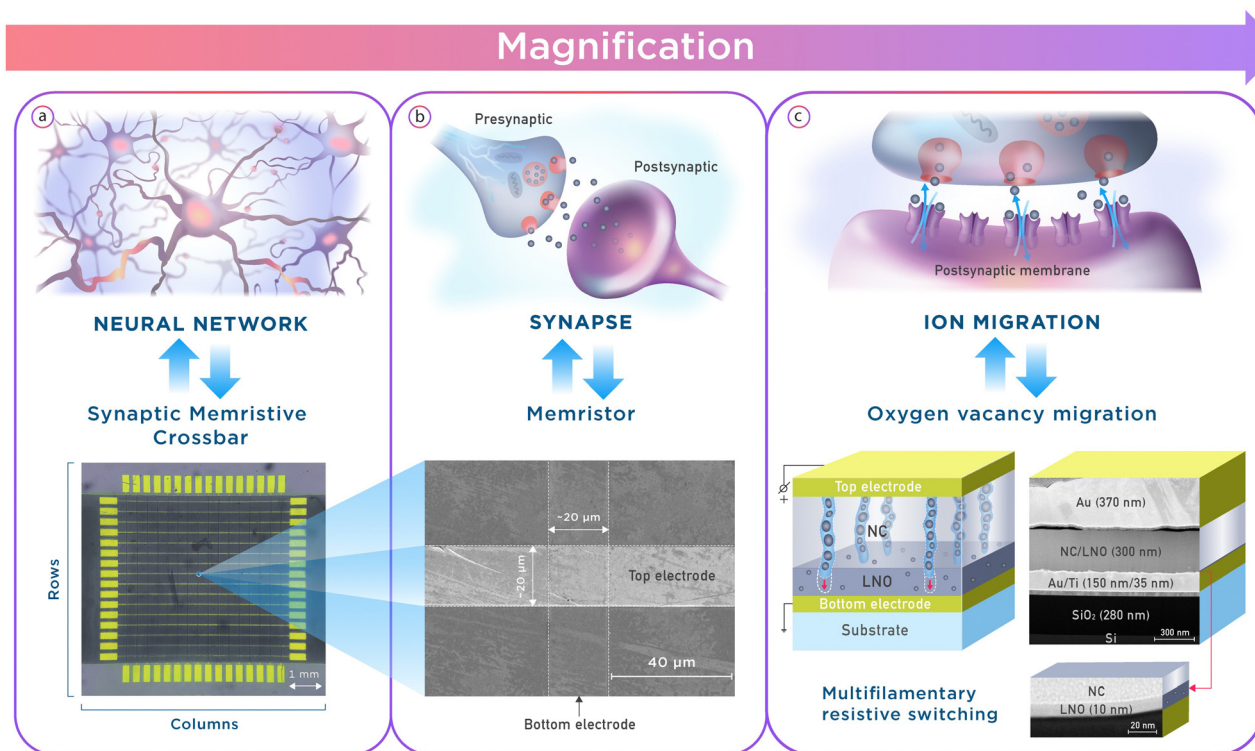 Magnification
a
NEURAL NETWORK
Synaptic Memristive
Crossbar
Rows
1 mm
Columns
b
Presynaptic
Postsynaptic
SYNAPSE
Memristor
~20 µm
~20 µm
Top electrode
40 µm
Bottom electrode
c
Postsynaptic membrane
ION MIGRATION
Oxygen vacancy migration
+
Top electrode
NC
LNO
Bottom electrode
Substrate
Multifilamentary
resistive switching
Au (370 nm)
NC/LNO (300 nm)
Au/Ti (150 nm/35 nm)
SiO₂ (280 nm)
Si
300 nm
NC
LNO (10 nm)
20 nm